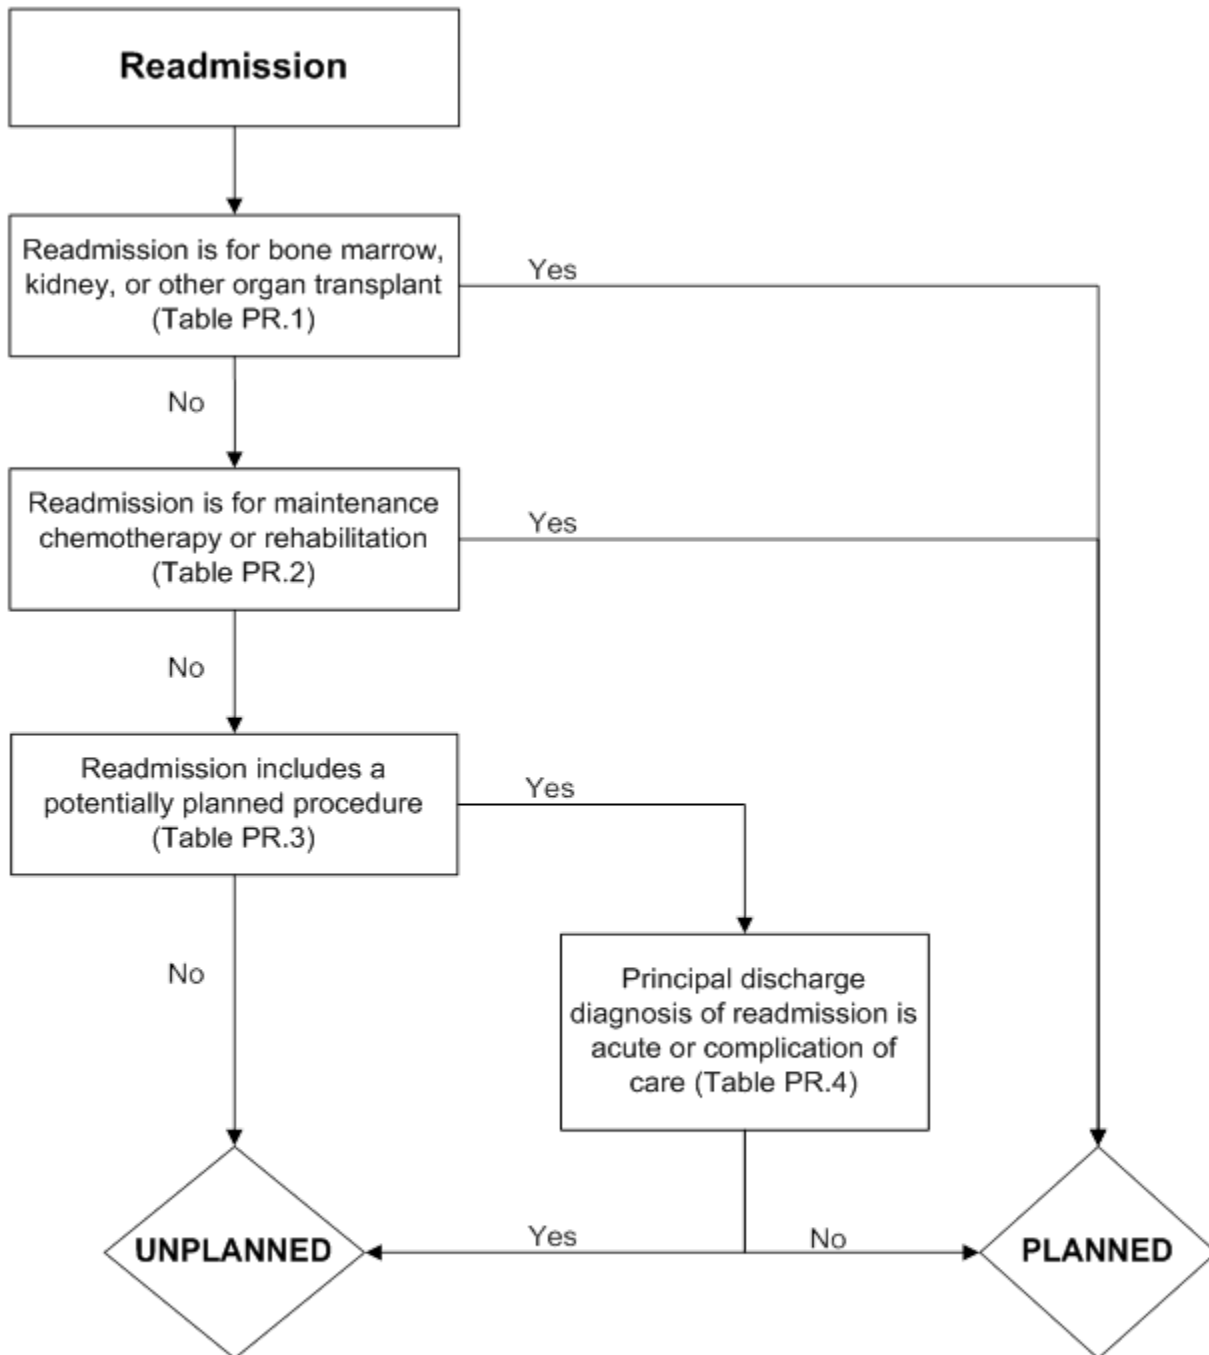 Readmission
Readmission is for bone marrow,
kidney, or other organ transplant
(Table PR.1)
Yes
No
Readmission is for maintenance
chemotherapy or rehabilitation
(Table PR.2)
Yes
No
Readmission includes a
potentially planned procedure
(Table PR.3)
Yes
No
Principal discharge
diagnosis of readmission is
acute or complication of
care (Table PR.4)
Yes
No
UNPLANNED
PLANNED